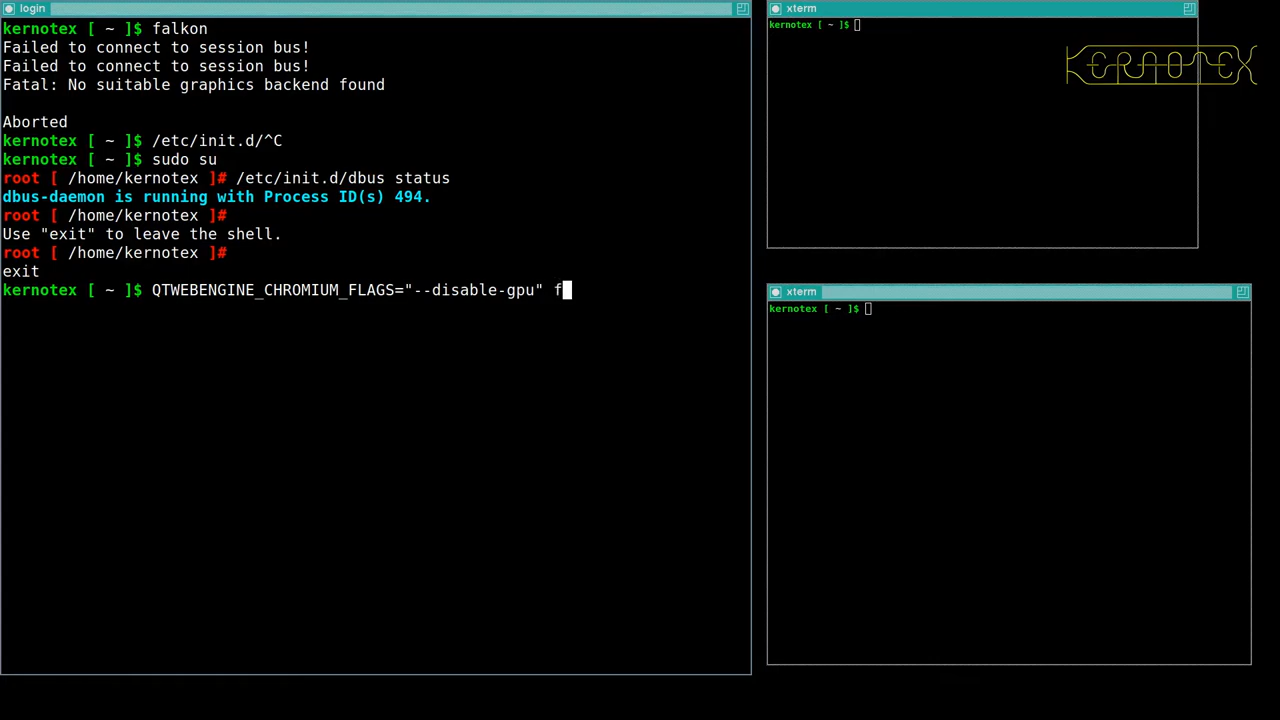 login
kernotex [ ~ ]$ falkon
Failed to connect to session bus!
Failed to connect to session bus!
Fatal: No suitable graphics backend found
Aborted
kernotex [ ~ ]$ /etc/init.d/^C
kernotex [ ~ ]$ sudo su
root [ /home/kernotex ]# /etc/init.d/dbus status
dbus-daemon is running with Process ID(s) 494.
root [ /home/kernotex ]#
Use "exit" to leave the shell.
root [ /home/kernotex ]#
exit
kernotex [ ~ ]$ QTWEBENGINE_CHROMIUM_FLAGS="--disable-gpu" f
xterm
kernotex [ ~ ]$
KERNOTEX
xterm
kernotex [ ~ ]$